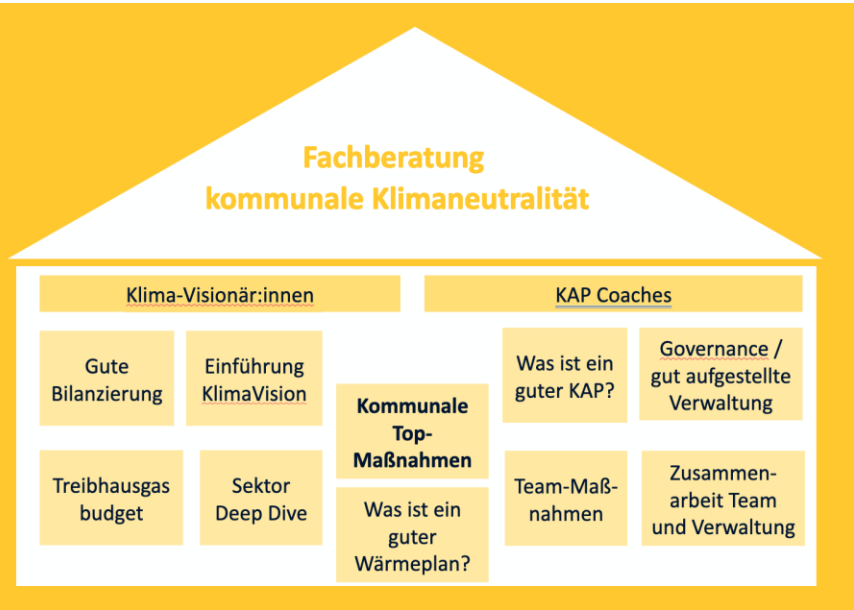 Fachberatung
kommunale Klimaneutralität
Klima-Visionär:innen
KAP Coaches
Gute
Bilanzierung
Einführung
KlimaVision
Kommunale
Top-
Maßnahmen
Was ist ein
guter KAP?
Governance /
gut aufgestellte
Verwaltung
Treibhausgas
budget
Sektor
Deep Dive
Was ist ein
guter
Wärmeplan?
Team-Maß-
nahmen
Zusammen-
arbeit Team
und Verwaltung